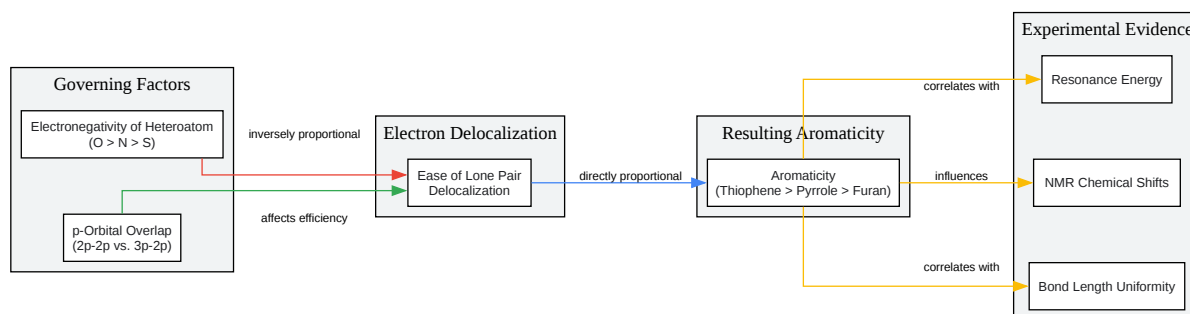 Experimental Evidence
Governing Factors
Electronegativity of Heteroatom
(O > N > S)
p-Orbital Overlap
(2p-2p vs. 3p-2p)
inversely proportional
affects efficiency
Electron Delocalization
Ease of Lone Pair
Delocalization
directly proportional
Resulting Aromaticity
Aromaticity
(Thiophene > Pyrrole > Furan)
correlates with
influences
correlates with
Resonance Energy
NMR Chemical Shifts
Bond Length Uniformity